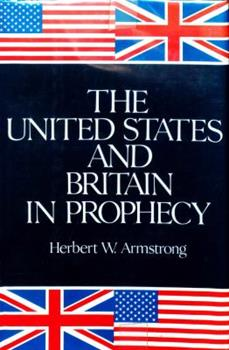 THE
UNITED STATES
AND
BRITAIN
IN PROPHECY
Herbert W. Armstrong